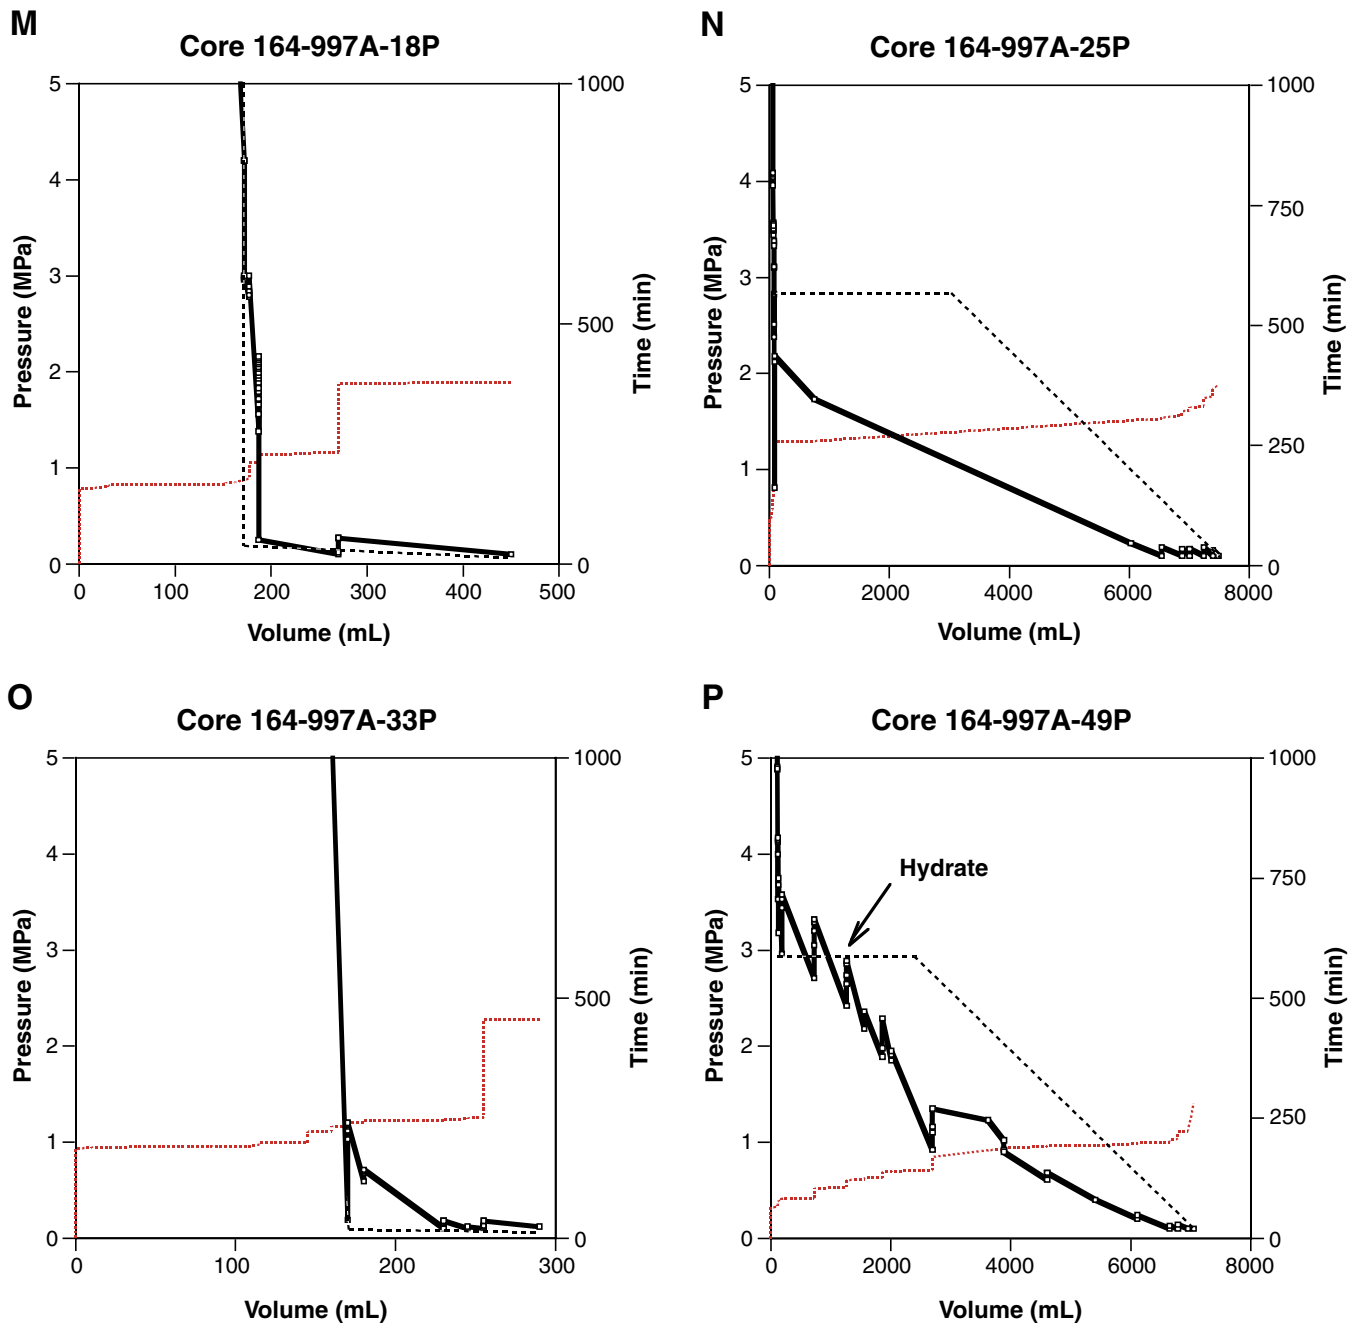 M
Core 164-997A-18P
5
4
3
2
1
0
1000
500
0
Pressure (MPa)
Time (min)
0 100 200 300 400 500
Volume (mL)
N
Core 164-997A-25P
5
4
3
2
1
0
1000
750
500
250
0
Pressure (MPa)
Time (min)
0 2000 4000 6000 8000
Volume (mL)
O
Core 164-997A-33P
5
4
3
2
1
0
1000
500
0
Pressure (MPa)
Time (min)
0 100 200 300
Volume (mL)
P
Core 164-997A-49P
5
4
3
2
1
0
1000
750
500
250
0
Hydrate
Pressure (MPa)
Time (min)
0 2000 4000 6000 8000
Volume (mL)